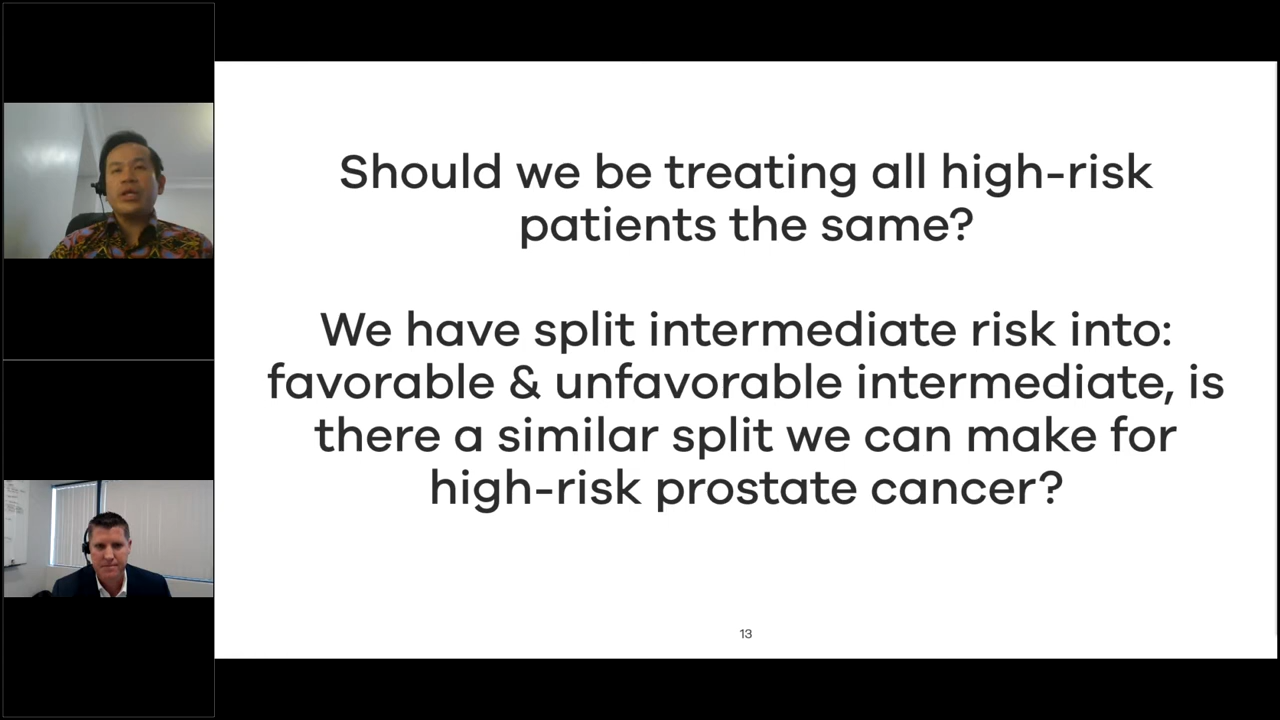 Should we be treating all high-risk
patients the same?
We have split intermediate risk into:
favorable & unfavorable intermediate, is
there a similar split we can make for
high-risk prostate cancer?
13